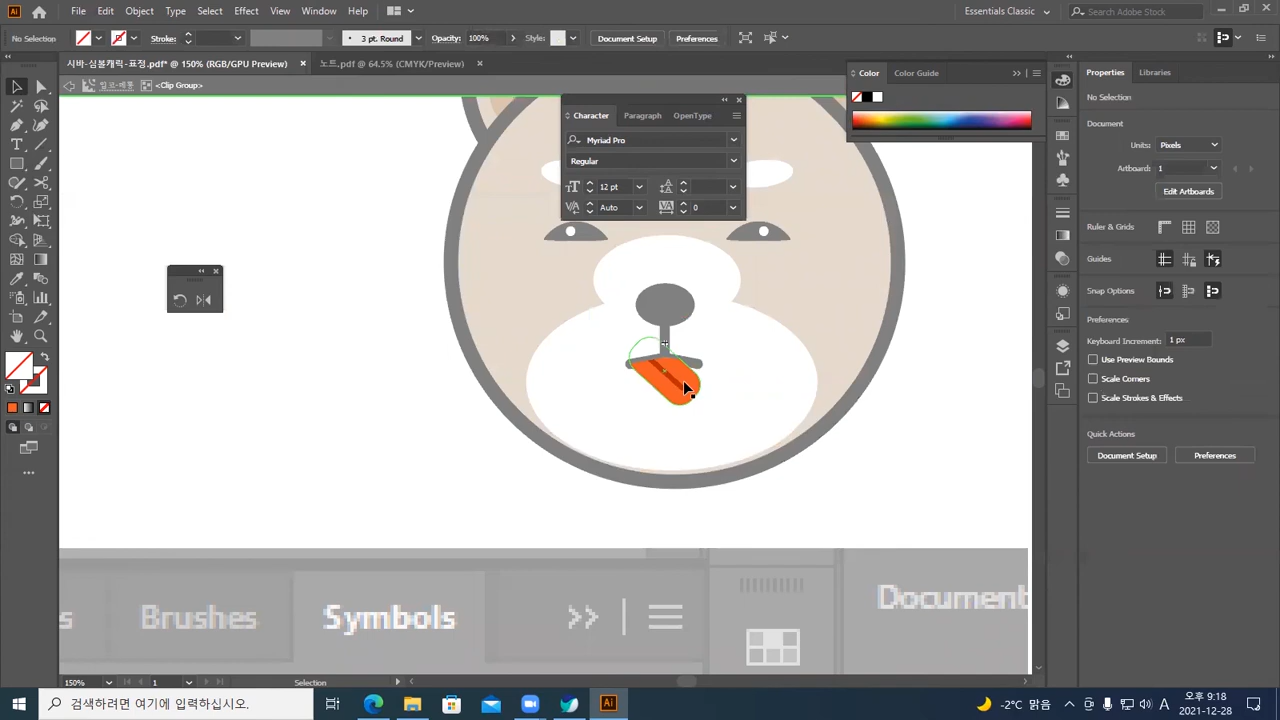 Ai File Edit Object Type Select Effect View Window Help Essentials Classic Search Adobe Stock
No Selection Stroke: 3 pt. Round Opacity: 100% Style: Document Setup Preferences
시바-심볼캐릭-표정.pdf* @ 150% (RGB/GPU Preview) × 노트.pdf @ 64.5% (CMYK/Preview) ×
<Clip Group>
Character Paragraph OpenType
Myriad Pro
Regular
12 pt
Auto 0
Color Color Guide
Properties Libraries
No Selection
Document
Units: Pixels
Artboard: 1
Edit Artboards
Ruler & Grids
Guides
Snap Options
Preferences
Keyboard Increment: 1 px
Use Preview Bounds
Scale Corners
Scale Strokes & Effects
Quick Actions
Document Setup Preferences
s Brushes Symbols Document
150% 1 Selection
검색하려면 여기에 입력하십시오.
Ai
-2°C 맑음 A 오후 9:18
2021-12-28